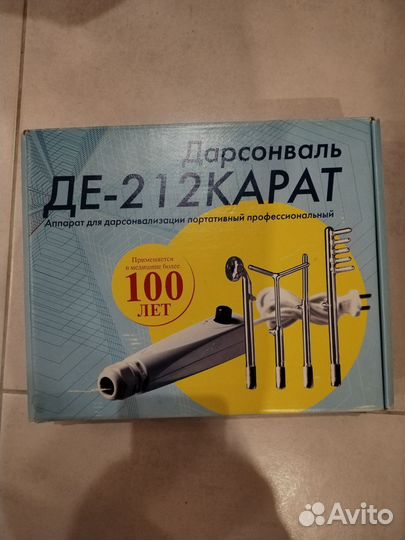 Дарсонваль
ДЕ-212КАРАТ
Аппарат для дарсонвализации портативный профессиональный
Применяется
в медицине более
100
ЛЕТ
Avito